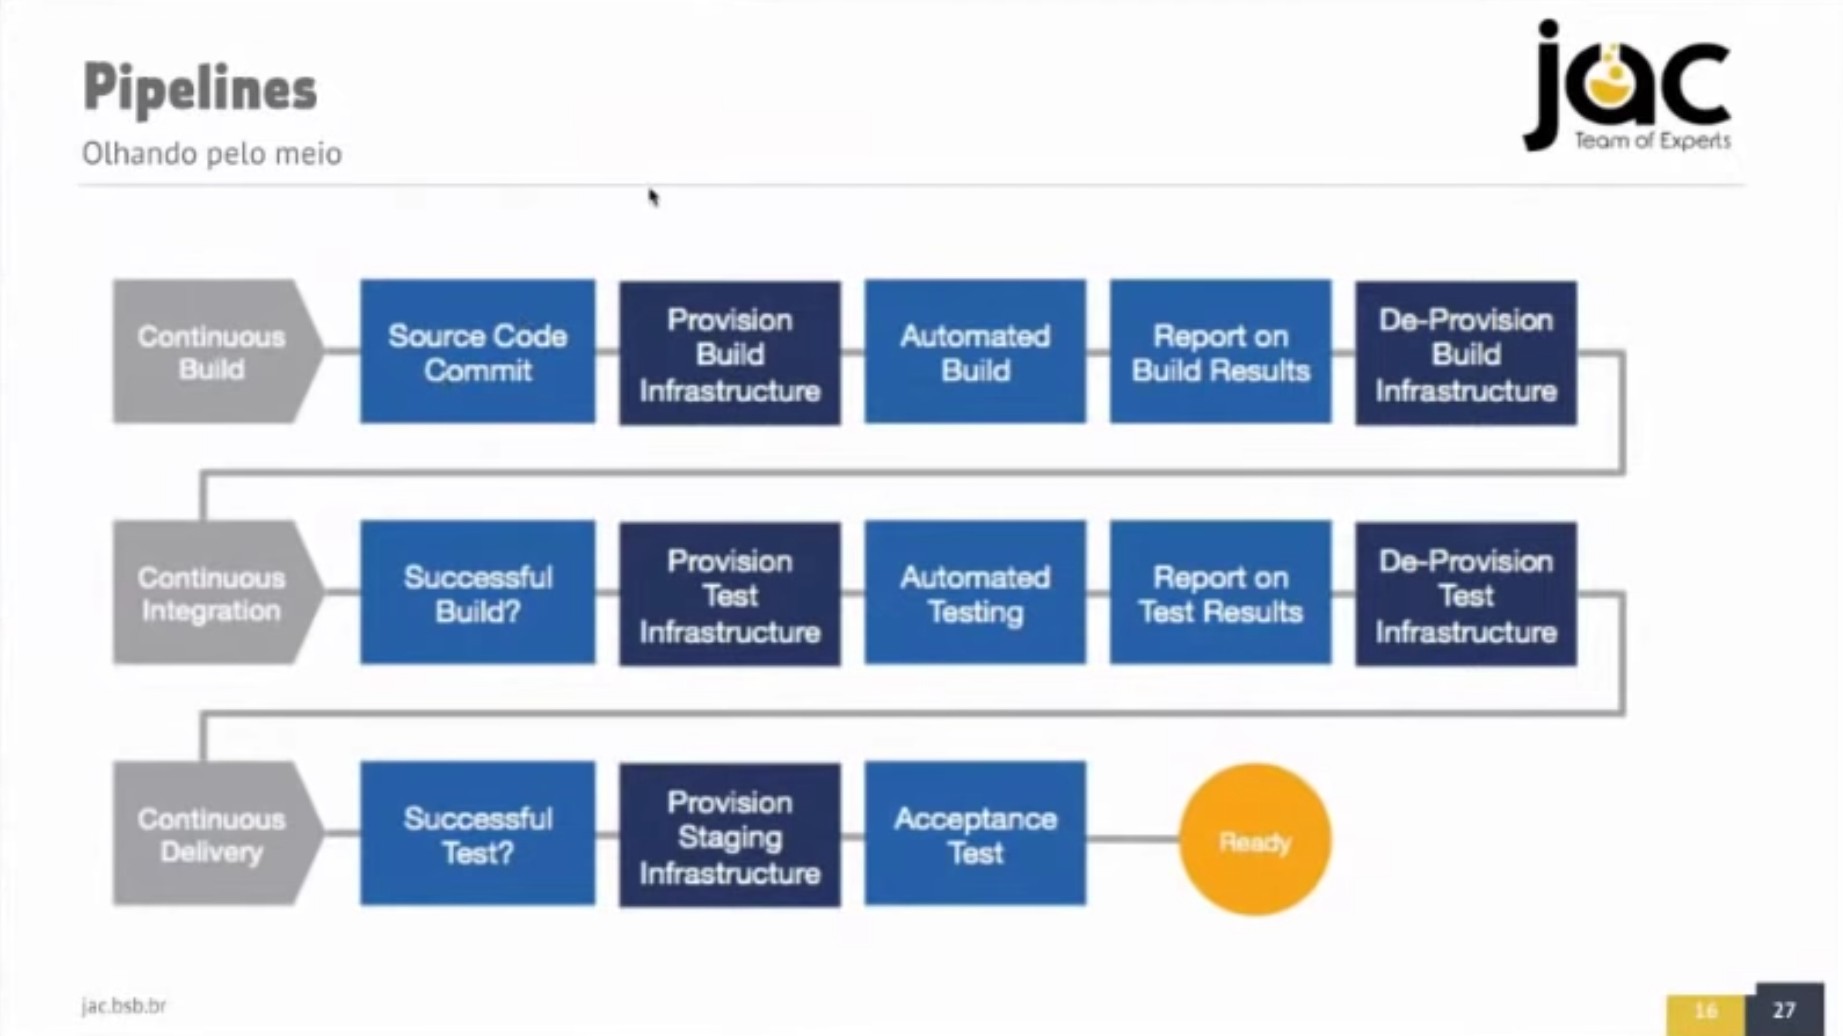 Pipelines
Olhando pelo meio
jac
Team of Experts
Continuous
Build
Source Code
Commit
Provision
Build
Infrastructure
Automated
Build
Report on
Build Results
De-Provision
Build
Infrastructure
Continuous
Integration
Successful
Build?
Provision
Test
Infrastructure
Automated
Testing
Report on
Test Results
De-Provision
Test
Infrastructure
Continuous
Delivery
Successful
Test?
Provision
Staging
Infrastructure
Acceptance
Test
Ready
jac.bsb.br
16
27